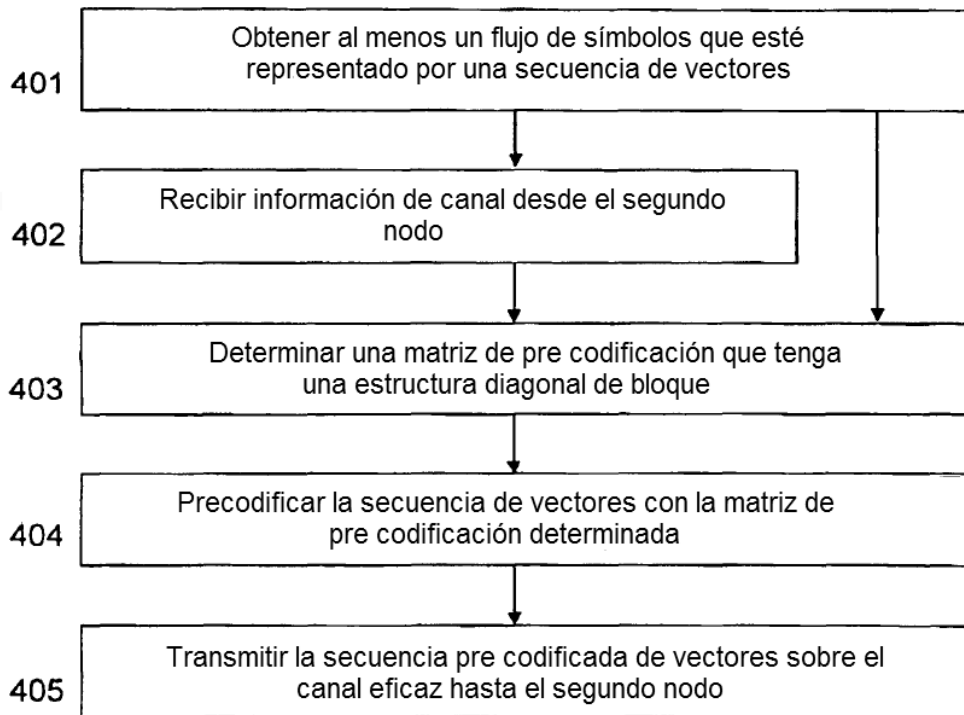 Obtener al menos un flujo de símbolos que esté
representado por una secuencia de vectores
401
Recibir información de canal desde el segundo
nodo
402
Determinar una matriz de pre codificación que tenga
una estructura diagonal de bloque
403
Precodificar la secuencia de vectores con la matriz de
pre codificación determinada
404
Transmitir la secuencia pre codificada de vectores sobre el
canal eficaz hasta el segundo nodo
405